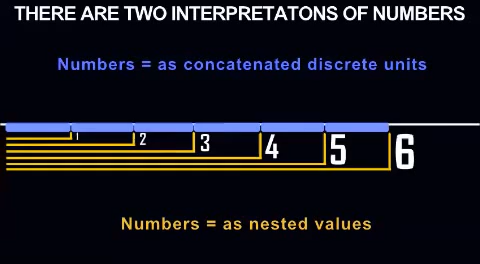 THERE ARE TWO INTERPRETATONS OF NUMBERS
Numbers = as concatenated discrete units
1 2 3 4 5 6
Numbers = as nested values